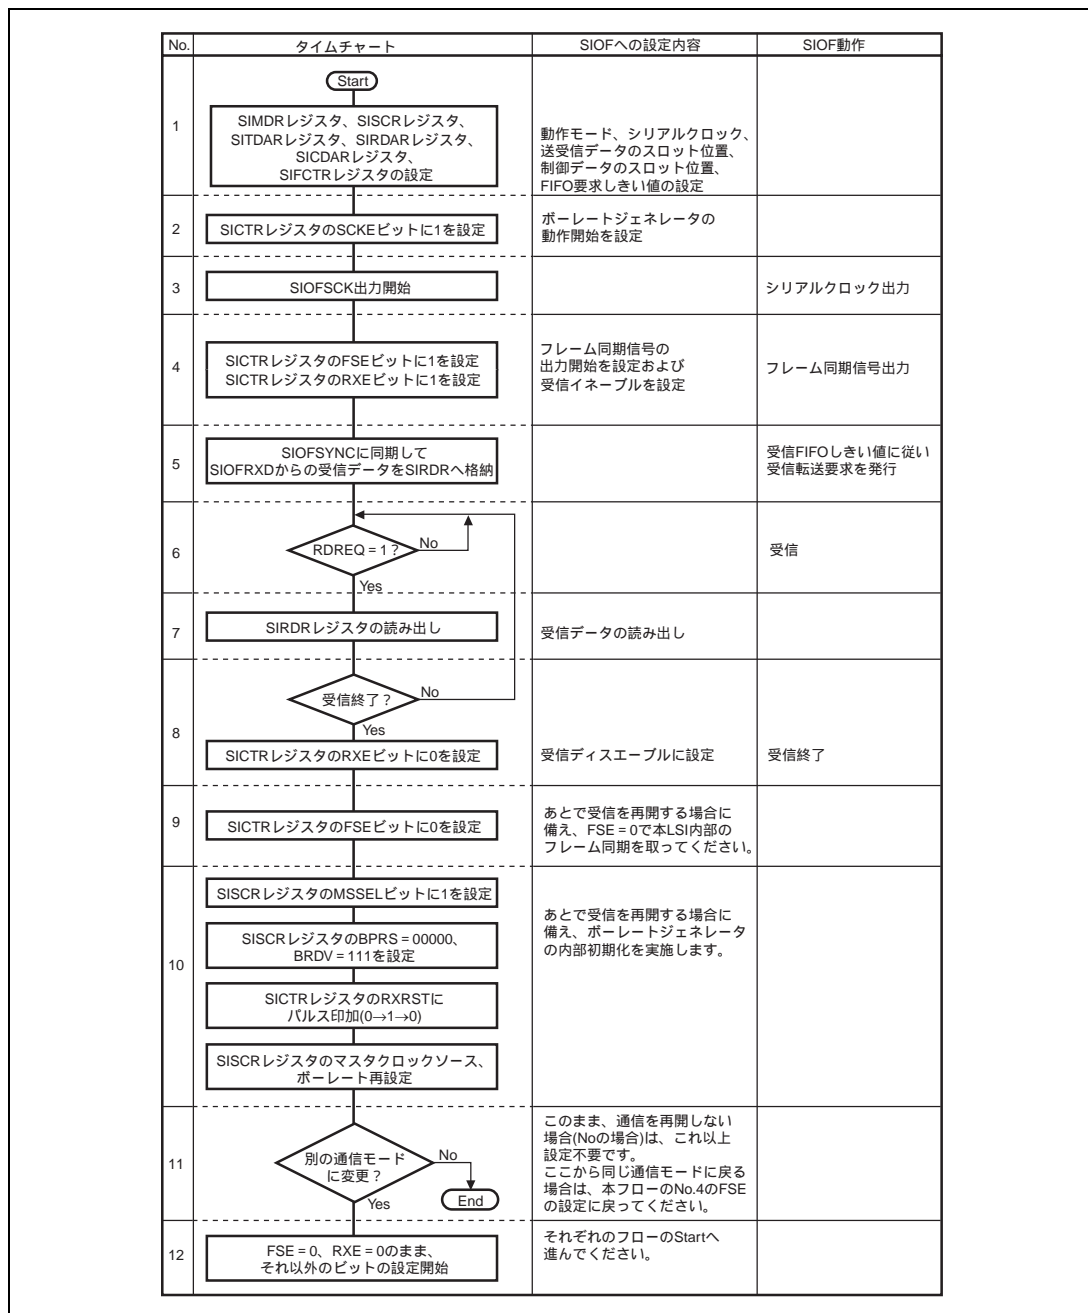 No.
タイムチャート
SIOFへの設定内容
SIOF動作
1
Start
SIMDRレジスタ、SISCRレジスタ、
SITDARレジスタ、SIRDARレジスタ、
SICDARレジスタ、
SIFCTRレジスタの設定
動作モード、シリアルクロック、
送受信データのスロット位置、
制御データのスロット位置、
FIFO要求しきい値の設定
2
SICTRレジスタのSCKEビットに1を設定
ボーレートジェネレータの
動作開始を設定
3
SIOFSCK出力開始
シリアルクロック出力
4
SICTRレジスタのFSEビットに1を設定
SICTRレジスタのRXEビットに1を設定
フレーム同期信号の
出力開始を設定および
受信イネーブルを設定
フレーム同期信号出力
5
SIOFSYNCに同期して
SIOFRXDからの受信データをSIRDRへ格納
受信FIFOしきい値に従い
受信転送要求を発行
6
RDREQ = 1?
No
Yes
受信
7
SIRDRレジスタの読み出し
受信データの読み出し
8
受信終了?
No
Yes
SICTRレジスタのRXEビットに0を設定
受信ディスエーブルに設定
受信終了
9
SICTRレジスタのFSEビットに0を設定
あとで受信を再開する場合に
備え、FSE = 0で本LSI内部の
フレーム同期を取ってください。
10
SISCRレジスタのMSSELビットに1を設定
SISCRレジスタのBPRS = 00000、
BRDV = 111を設定
SICTRレジスタのRXRSTに
パルス印加(0→1→0)
SISCRレジスタのマスタクロックソース、
ボーレート再設定
あとで受信を再開する場合に
備え、ボーレートジェネレータ
の内部初期化を実施します。
11
別の通信モード
に変更?
No
End
Yes
このまま、通信を再開しない
場合(Noの場合)は、これ以上
設定不要です。
ここから同じ通信モードに戻る
場合は、本フローのNo.4のFSE
の設定に戻ってください。
12
FSE = 0、RXE = 0のまま、
それ以外のビットの設定開始
それぞれのフローのStartへ
進んでください。